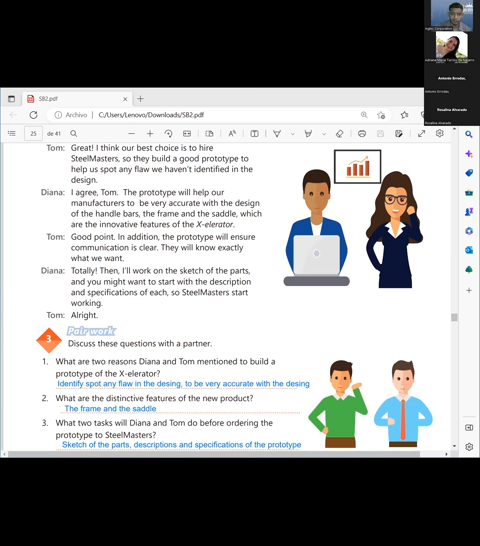 SB2.pdf
Archivo
C:/Users/Lenovo/Downloads/SB2.pdf
25 de 41
Antonio Brindas,
Rosalina Alvarado
Rosalina Alvarado
Tom: Great! I think our best choice is to hire
SteelMasters, so they build a good prototype to
help us spot any flaw we haven't identified in the
design.
Diana: I agree, Tom. The prototype will help our
manufacturers to be very accurate with the design
of the handle bars, the frame and the saddle, which
are the innovative features of the X-elerator.
Tom: Good point. In addition, the prototype will ensure
communication is clear. They will know exactly
what we want.
Diana: Totally! Then, I'll work on the sketch of the parts,
and you might want to start with the description
and specifications of each, so SteelMasters start
working.
Tom: Alright.
3
Pair work
Discuss these questions with a partner.
1. What are two reasons Diana and Tom mentioned to build a
prototype of the X-elerator?
Identify spot any flaw in the desing, to be very accurate with the desing
2. What are the distinctive features of the new product?
The frame and the saddle
3. What two tasks will Diana and Tom do before ordering the
prototype to SteelMasters?
Sketch of the parts, descriptions and specifications of the prototype